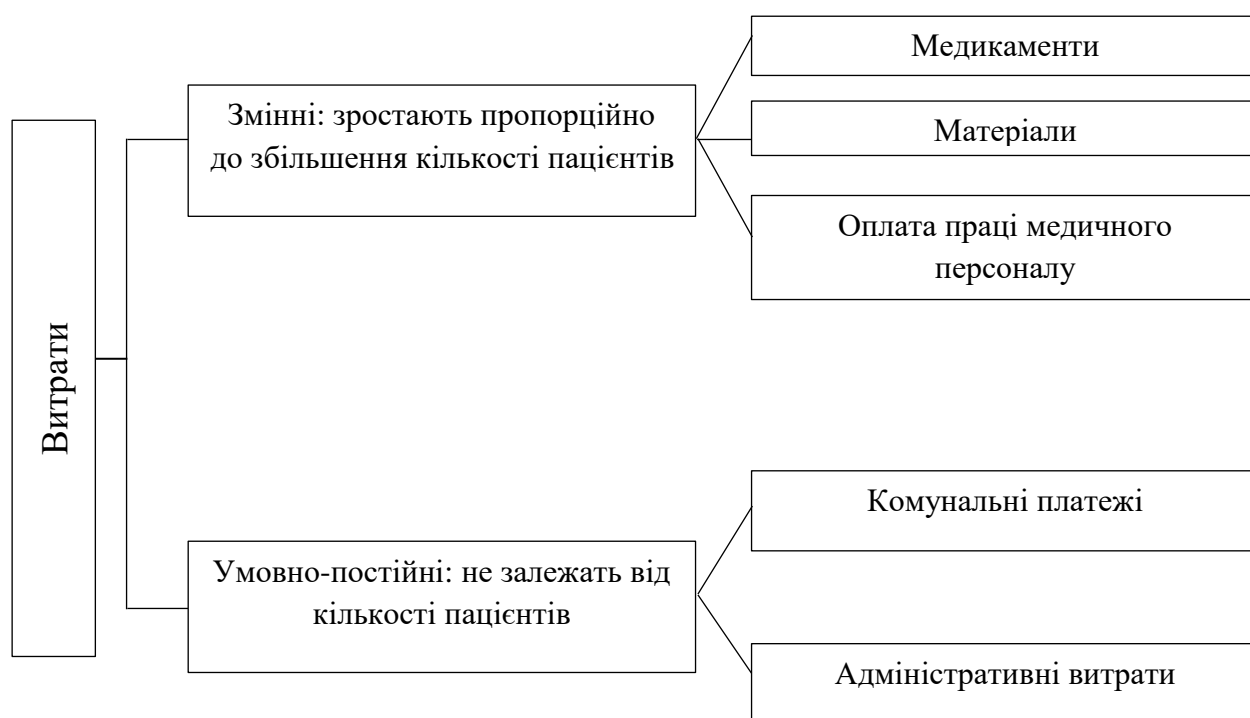 Витрати
Змінні: зростають пропорційно
до збільшення кількості пацієнтів
Медикаменти
Матеріали
Оплата праці медичного
персоналу
Умовно-постійні: не залежать від
кількості пацієнтів
Комунальні платежі
Адміністративні витрати